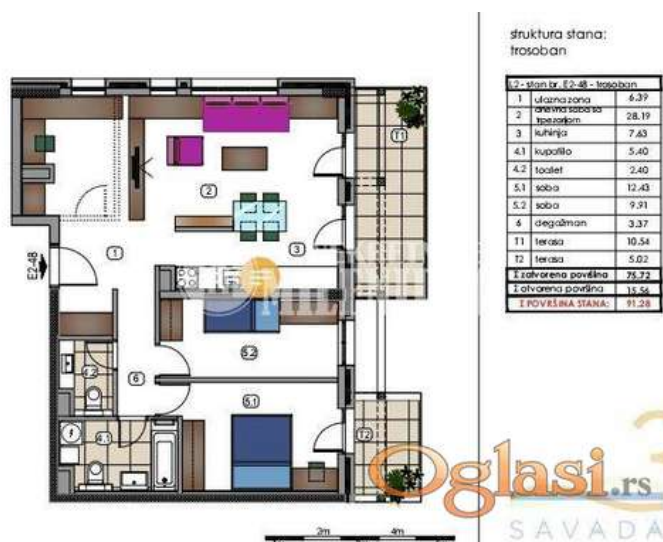 struktura stana:
trosoban
L2 - stan br. E2-48 - trosoban
1 ulazna zona 6.39
2 dnevna soba sa trpezarijom 28.19
3 kuhinja 7.63
4.1 kupatilo 5.40
4.2 toalet 2.40
5.1 soba 12.43
5.2 soba 9.91
6 degažman 3.37
T1 terasa 10.54
T2 terasa 5.02
Σ zatvorena površina 75.72
Σ otvorena površina 15.56
Σ POVRŠINA STANA: 91.28
T1
2
3
1
E2-48
5.2
4.2
6
5.1
4.1
T2
Oglasi.rs
SAVADA
2m 4m